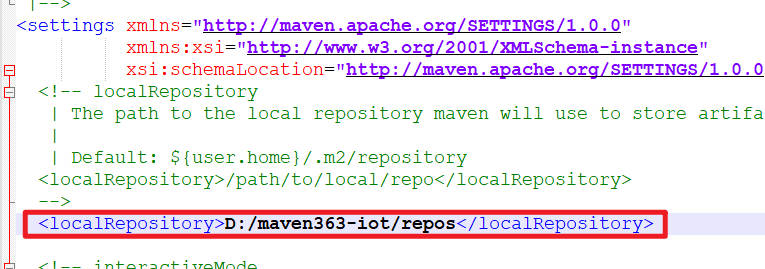 |-->
<settings xmlns="http://maven.apache.org/SETTINGS/1.0.0"
xmlns:xsi="http://www.w3.org/2001/XMLSchema-instance"
xsi:schemaLocation="http://maven.apache.org/SETTINGS/1.0.0
<!-- localRepository
| The path to the local repository maven will use to store artifa
|
| Default: ${user.home}/.m2/repository
<localRepository>/path/to/local/repo</localRepository>
-->
<localRepository>D:/maven363-iot/repos</localRepository>
<!-- interactiveMode